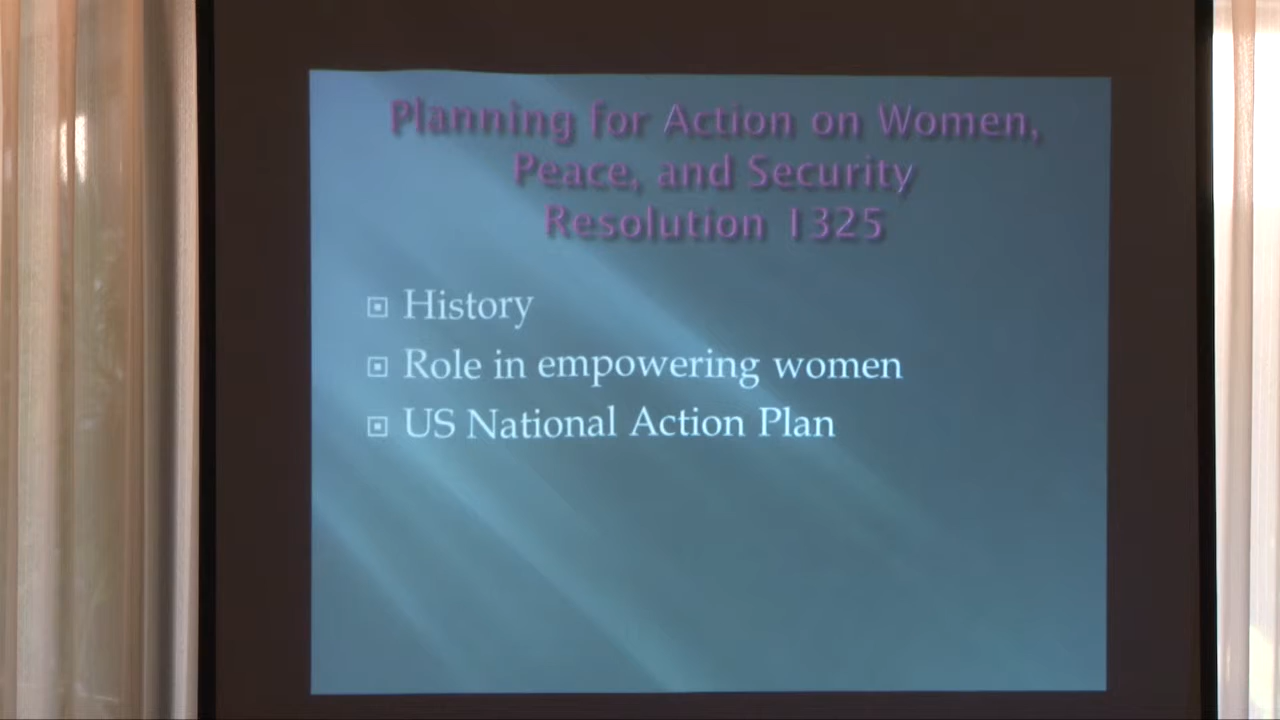 Planning for Action on Women,
Peace, and Security
Resolution 1325
History
Role in empowering women
US National Action Plan